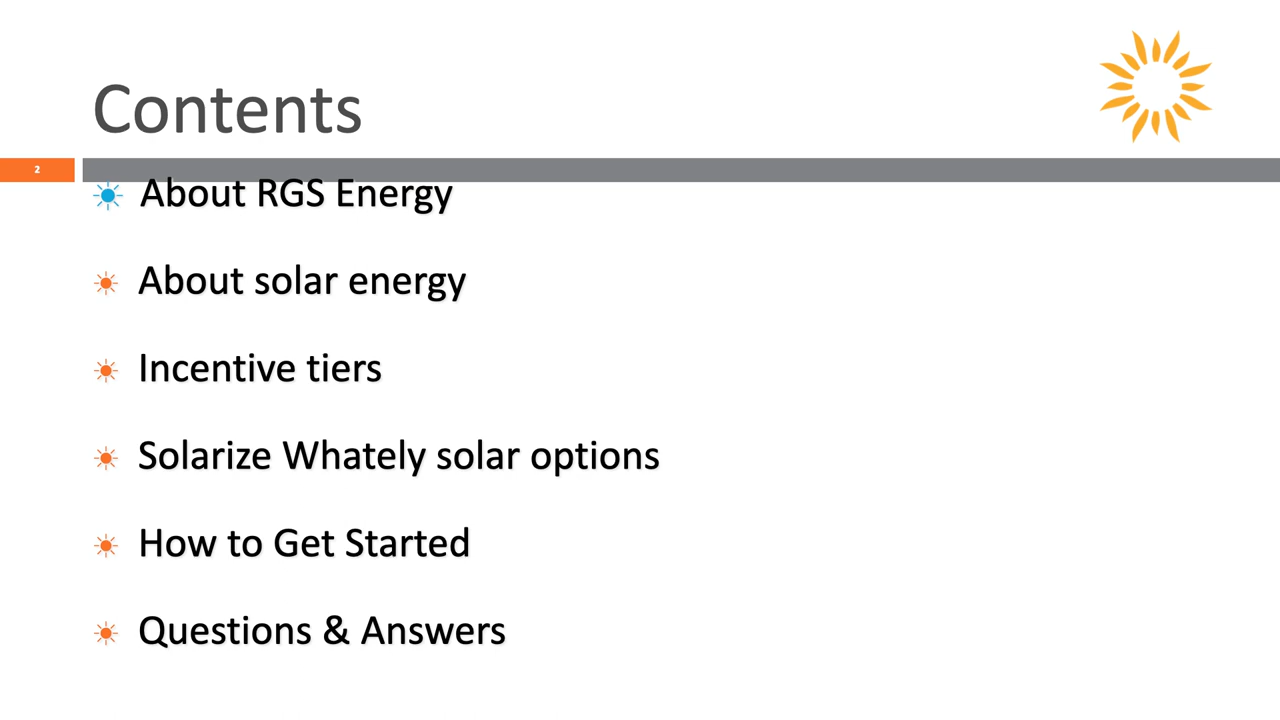 Contents
2
About RGS Energy
About solar energy
Incentive tiers
Solarize Whately solar options
How to Get Started
Questions & Answers